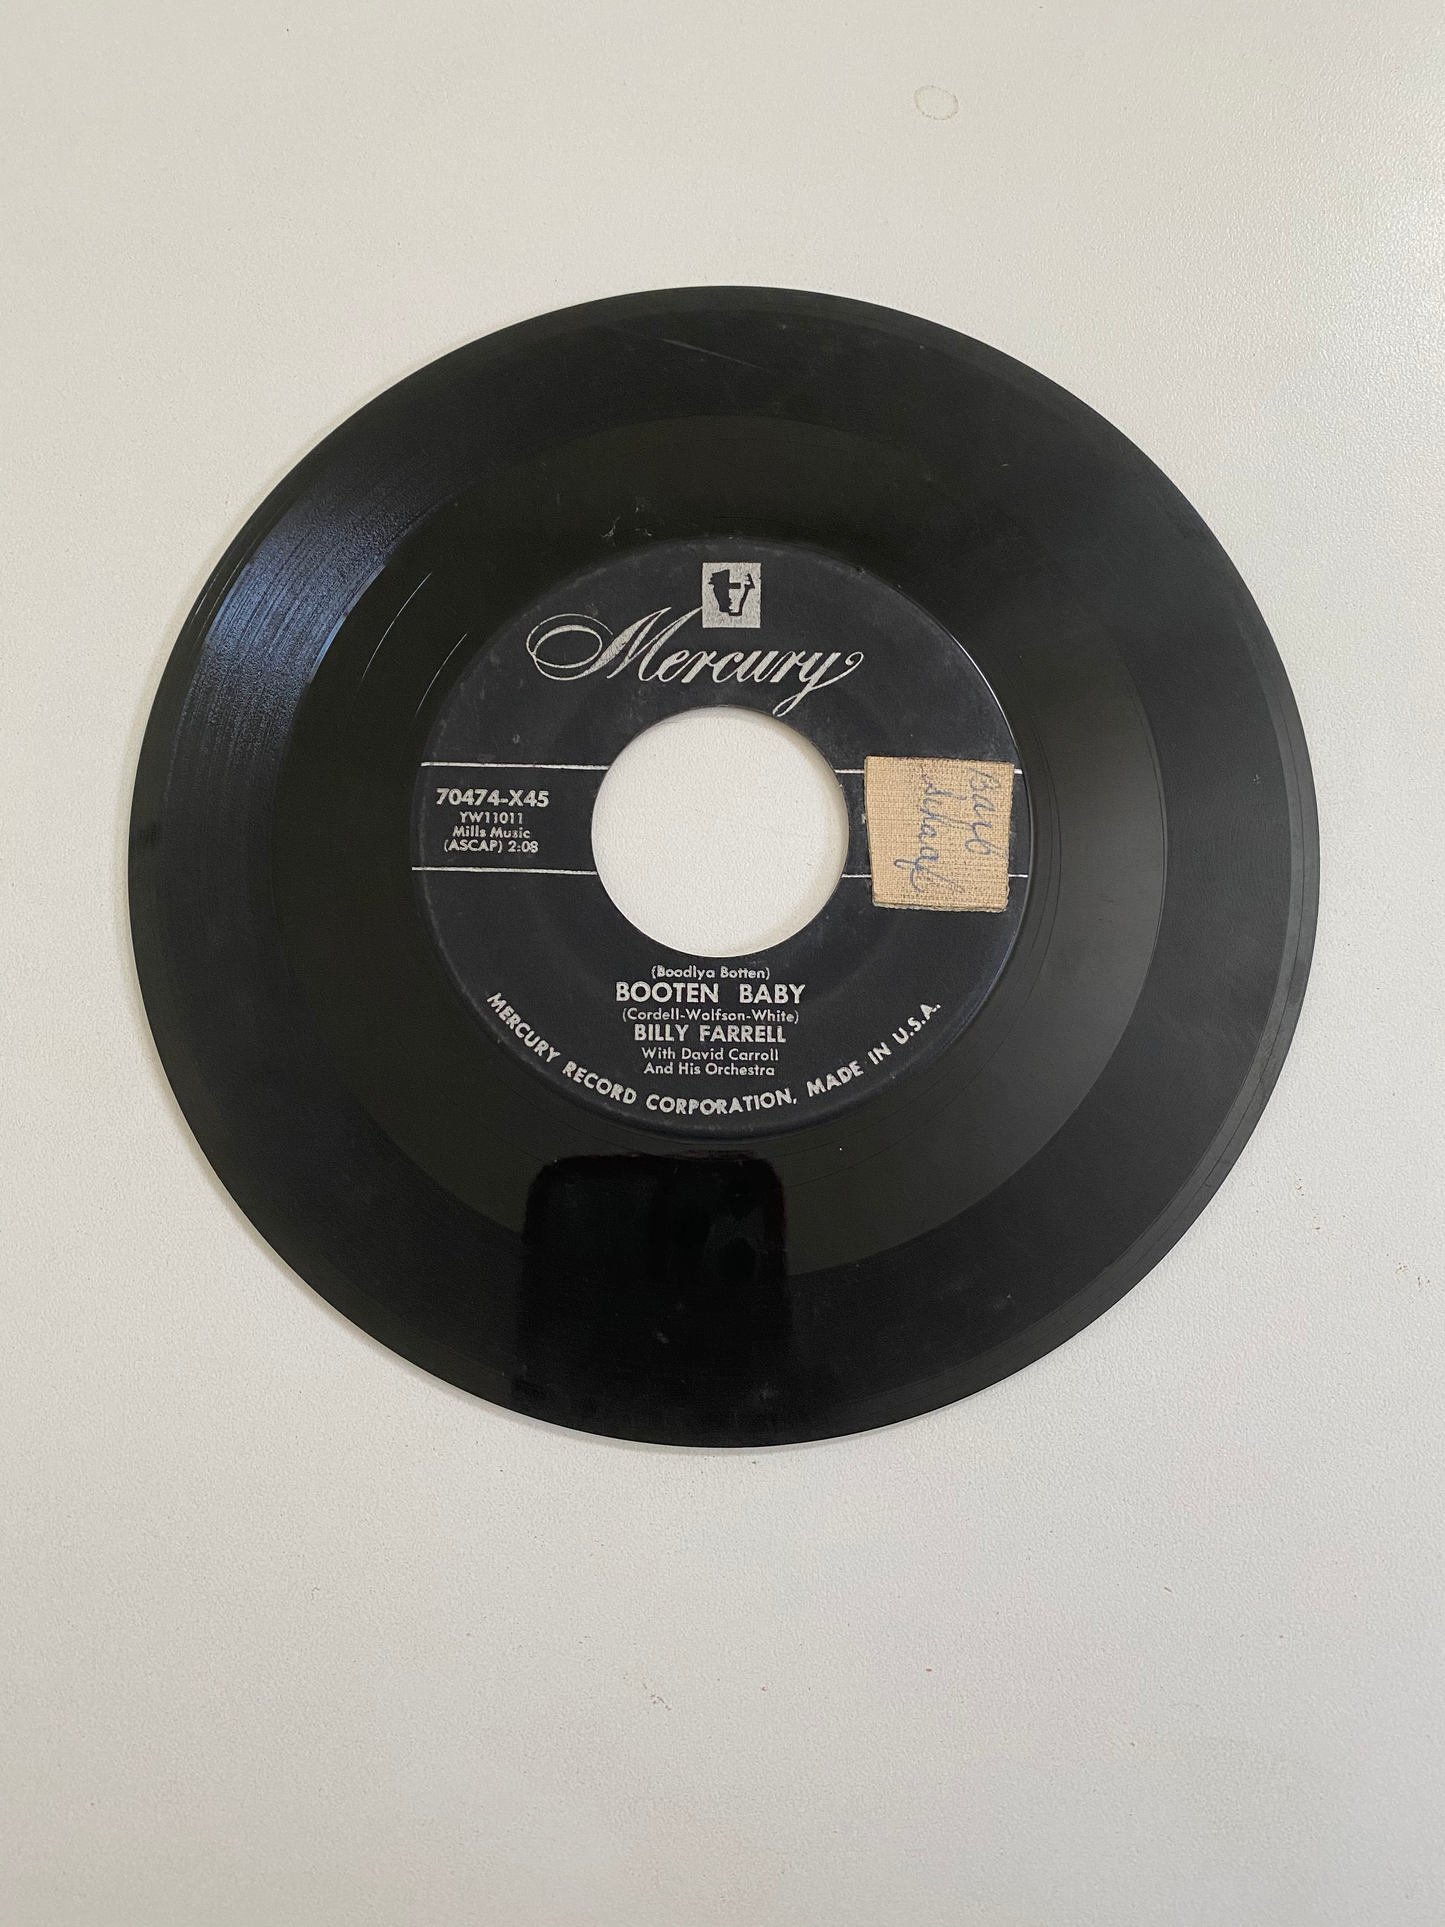 Mercury
70474-X45
YW11011
Mills Music
(ASCAP) 2:08
Barb
(Boodlya Botten)
BOOTEN BABY
(Cordell-Wolfson-White)
BILLY FARRELL
With David Carroll
And His Orchestra
MERCURY RECORD CORPORATION, MADE IN U.S.A.